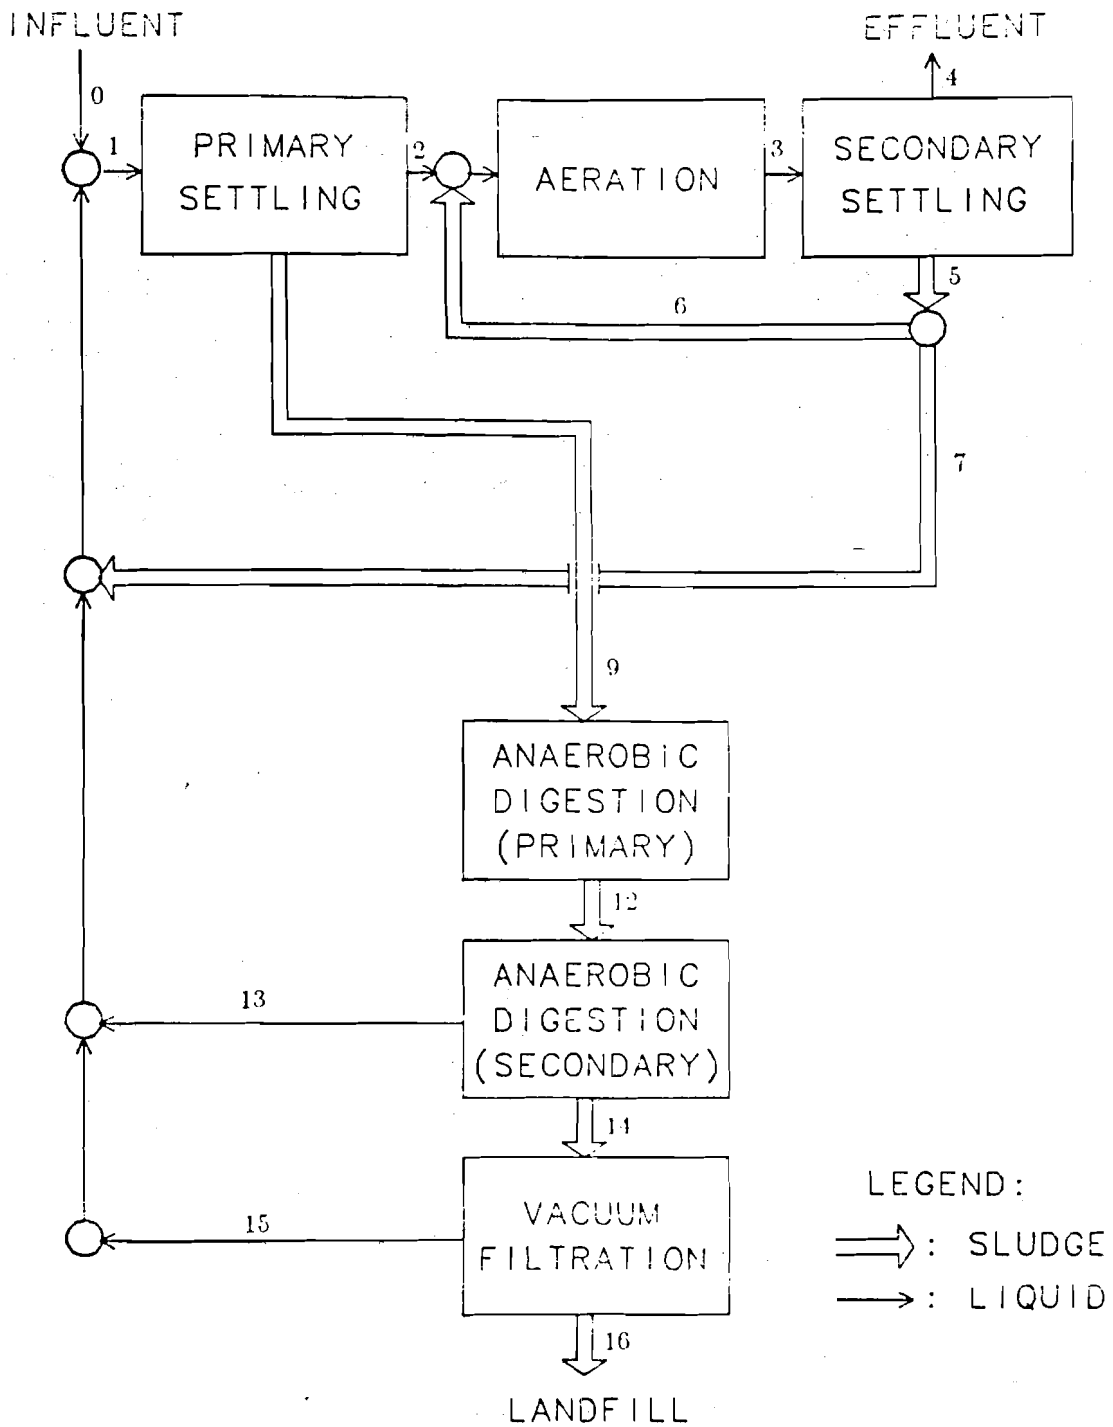 INFLUENT
EFFLUENT
0
4
1
PRIMARY
SETTLING
2
AERATION
3
SECONDARY
SETTLING
5
6
7
9
ANAEROBIC
DIGESTION
(PRIMARY)
12
ANAEROBIC
DIGESTION
(SECONDARY)
13
14
VACUUM
FILTRATION
15
16
LANDFILL
LEGEND:
: SLUDGE
: LIQUID